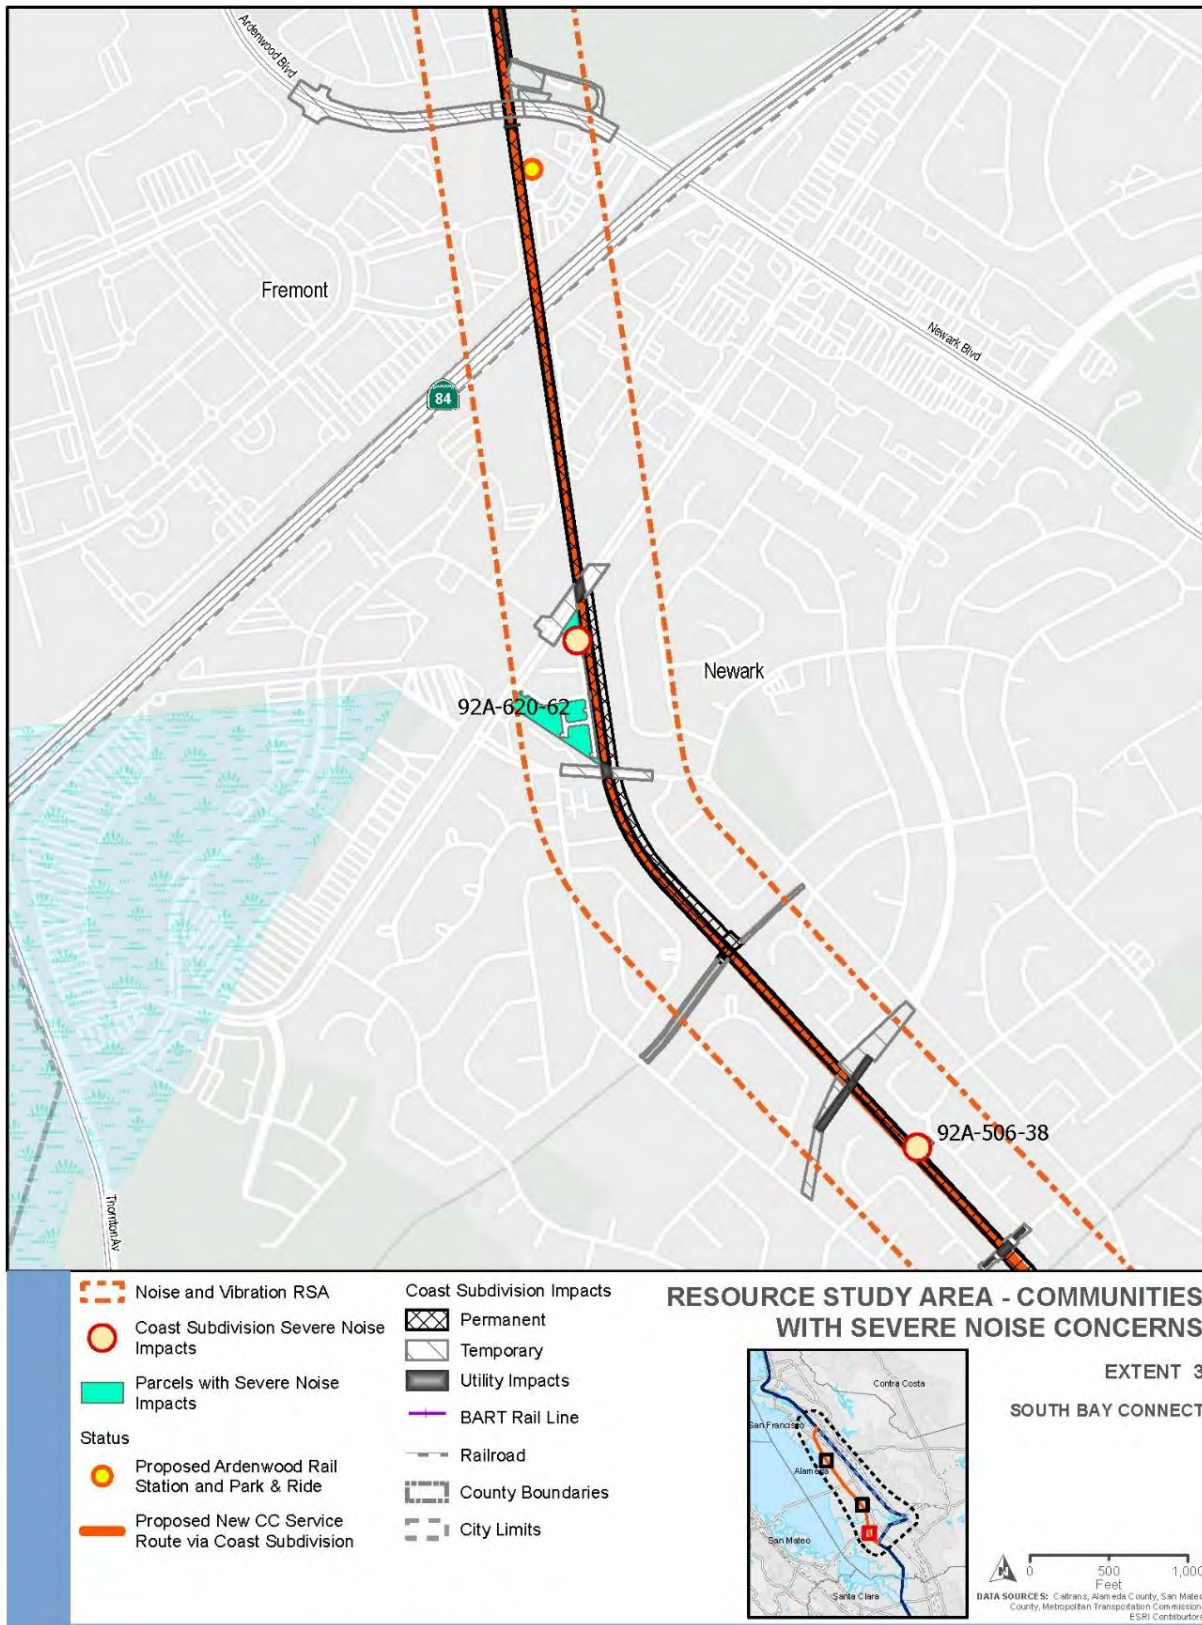 Ardenwood Blvd
Fremont
84
Newark Blvd
Newark
92A-620-62
92A-506-38
Thornton Av
Noise and Vibration RSA
Coast Subdivision Severe Noise
Impacts
Parcels with Severe Noise
Impacts
Status
Proposed Ardenwood Rail
Station and Park & Ride
Proposed New CC Service
Route via Coast Subdivision
Coast Subdivision Impacts
Permanent
Temporary
Utility Impacts
BART Rail Line
Railroad
County Boundaries
City Limits
RESOURCE STUDY AREA - COMMUNITIES
WITH SEVERE NOISE CONCERNS
EXTENT 3
SOUTH BAY CONNECT
Contra Costa
San Francisco
Alameda
San Mateo
Santa Clara
N
0 500 1,000
Feet
DATA SOURCES: Caltrans, Alameda County, San Mateo
County, Metropolitan Transportation Commission
ESRI Contributors